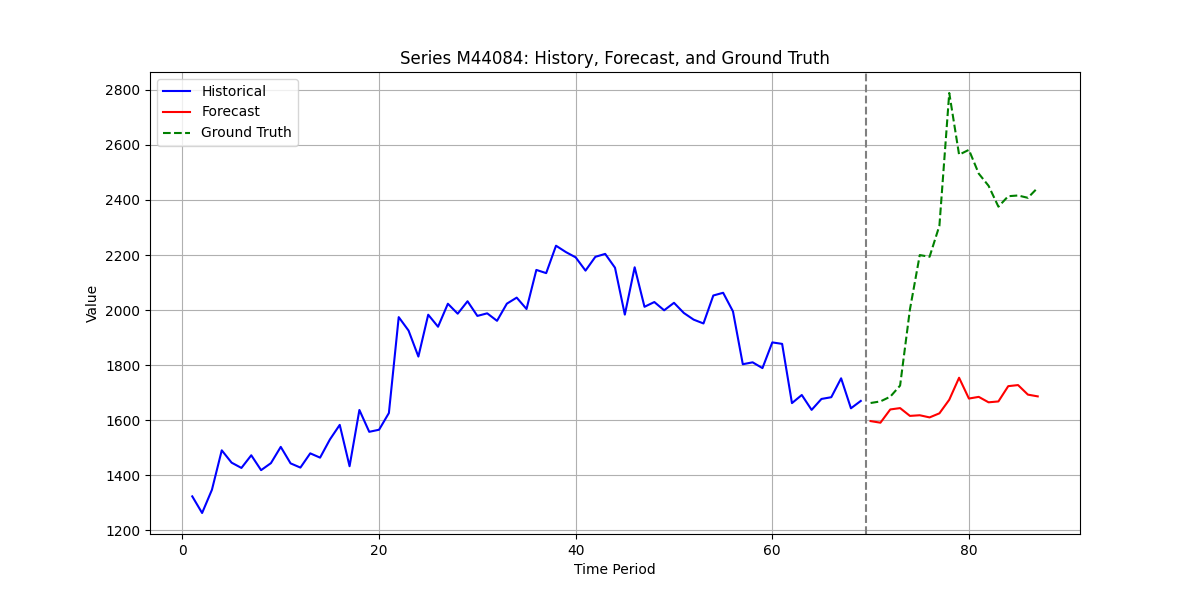 Series M44084: History, Forecast, and Ground Truth
Historical
Forecast
Ground Truth
2800
2600
2400
2200
2000
1800
1600
1400
1200
Value
0 20 40 60 80
Time Period